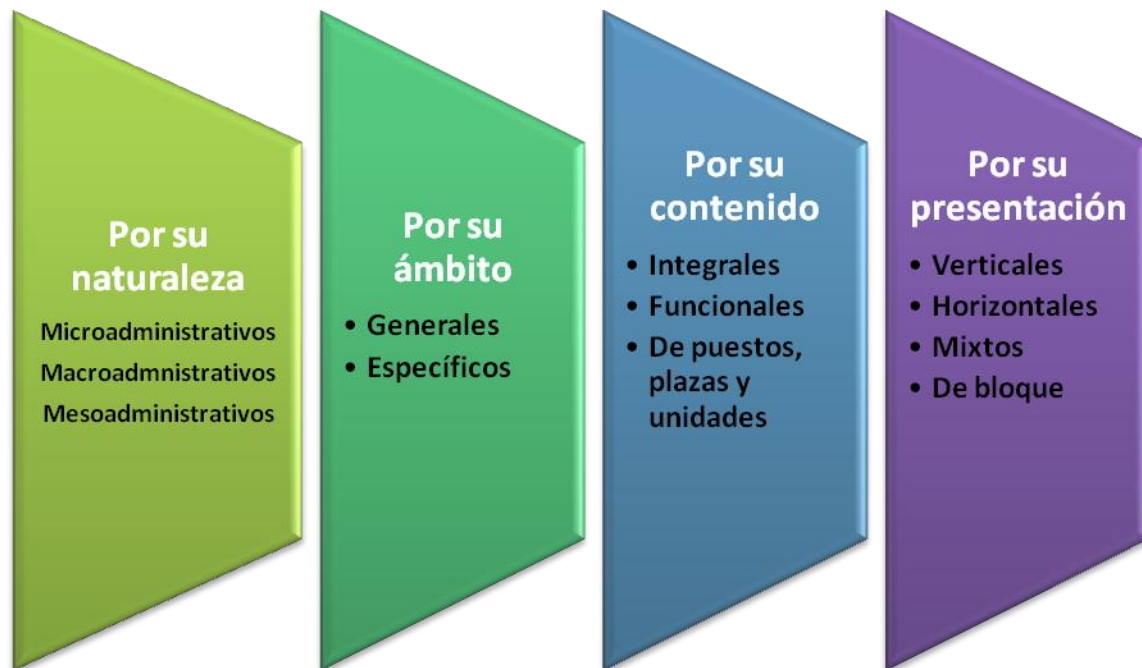 Por su
naturaleza
Microadministrativos
Macroadmnistrativos
Mesoadministrativos
Por su
ámbito
• Generales
• Específicos
Por su
contenido
• Integrales
• Funcionales
• De puestos,
plazas y
unidades
Por su
presentación
• Verticales
• Horizontales
• Mixtos
• De bloque